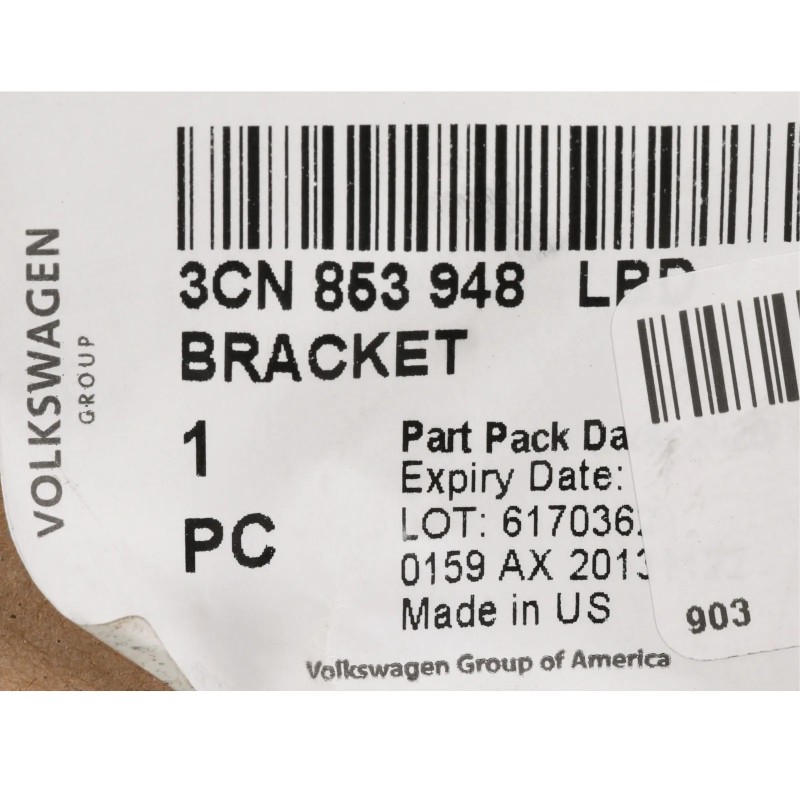 VOLKSWAGEN
GROUP
3CN 853 948
BRACKET
1
PC
Part Pack
Expiry Date:
LOT:
0159 AX
Made in US
Volkswagen Group of America
903